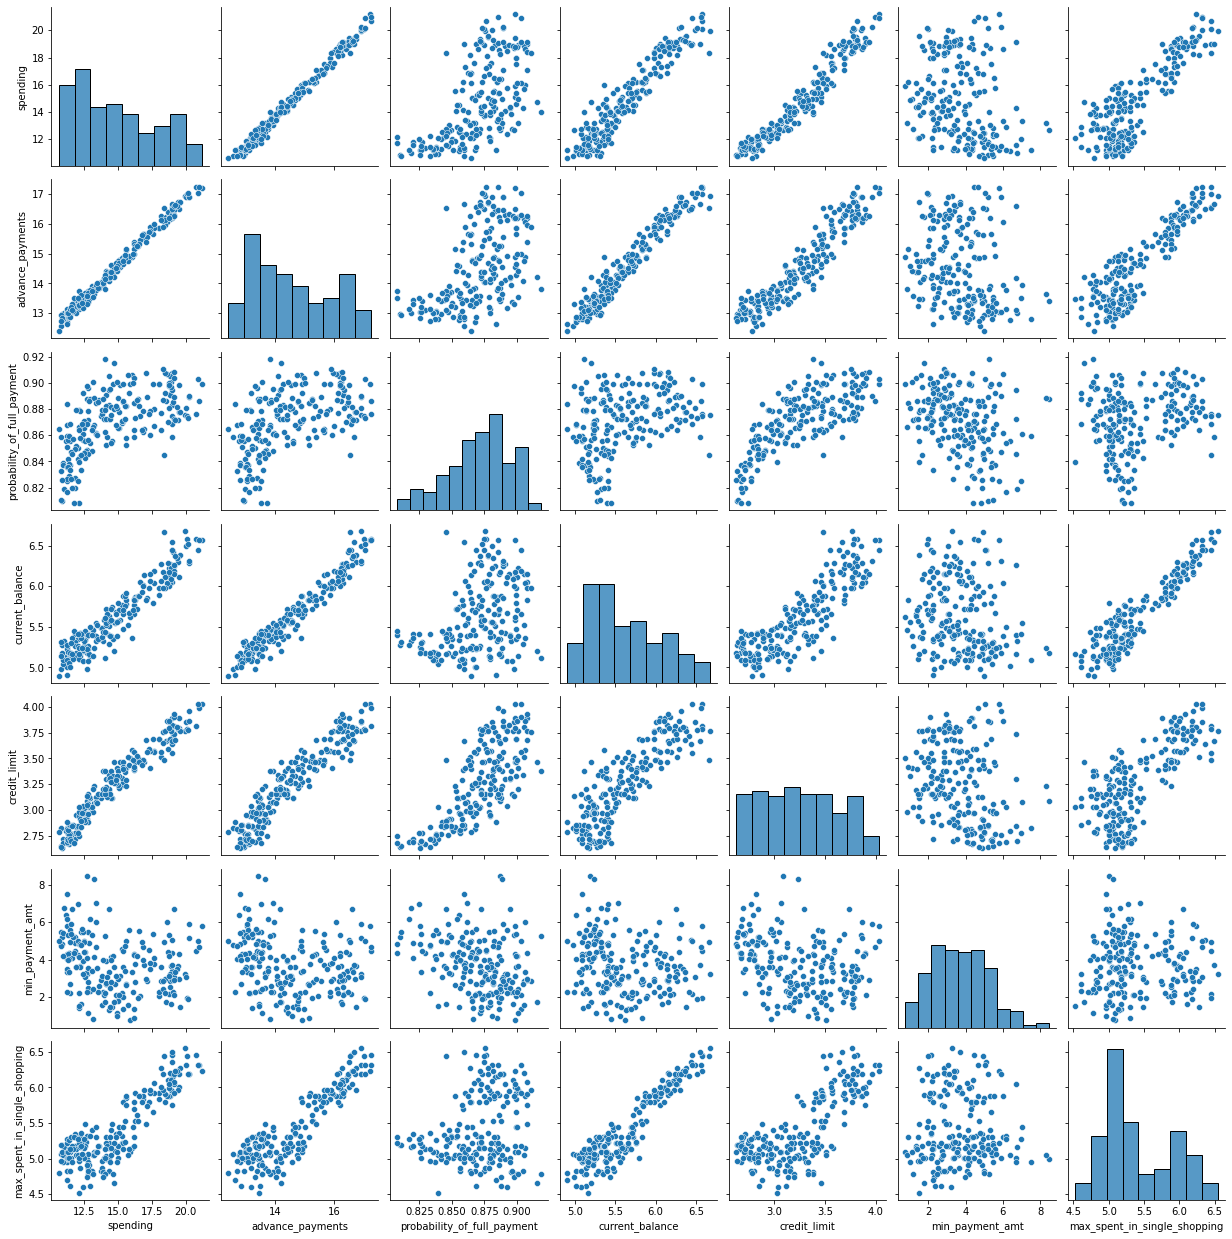 20
18
16
14
12
spending
17
16
15
14
13
advance_payments
0.92
0.90
0.88
0.86
0.84
0.82
probability_of_full_payment
6.5
6.0
5.5
5.0
current_balance
4.00
3.75
3.50
3.25
3.00
2.75
credit_limit
8
6
4
2
min_payment_amt
6.5
6.0
5.5
5.0
4.5
max_spent_in_single_shopping
12.5 15.0 17.5 20.0
spending
14 16
advance_payments
0.825 0.850 0.875 0.900
probability_of_full_payment
5.0 5.5 6.0 6.5
current_balance
3.0 3.5 4.0
credit_limit
2 4 6 8
min_payment_amt
4.5 5.0 5.5 6.0 6.5
max_spent_in_single_shopping